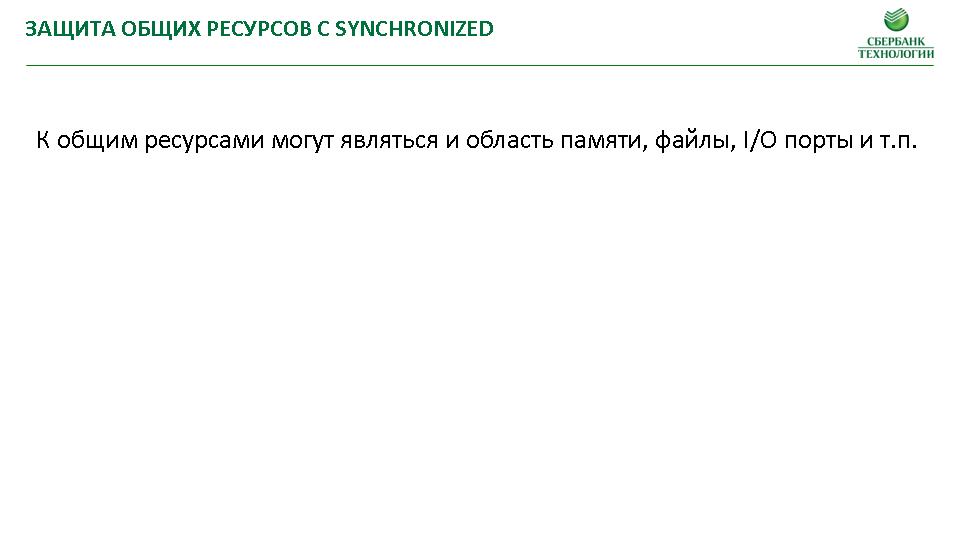 ЗАЩИТА ОБЩИХ РЕСУРСОВ С SYNCHRONIZED
СБЕРБАНК
ТЕХНОЛОГИИ
К общим ресурсами могут являться и область памяти, файлы, I/O порты и т.п.